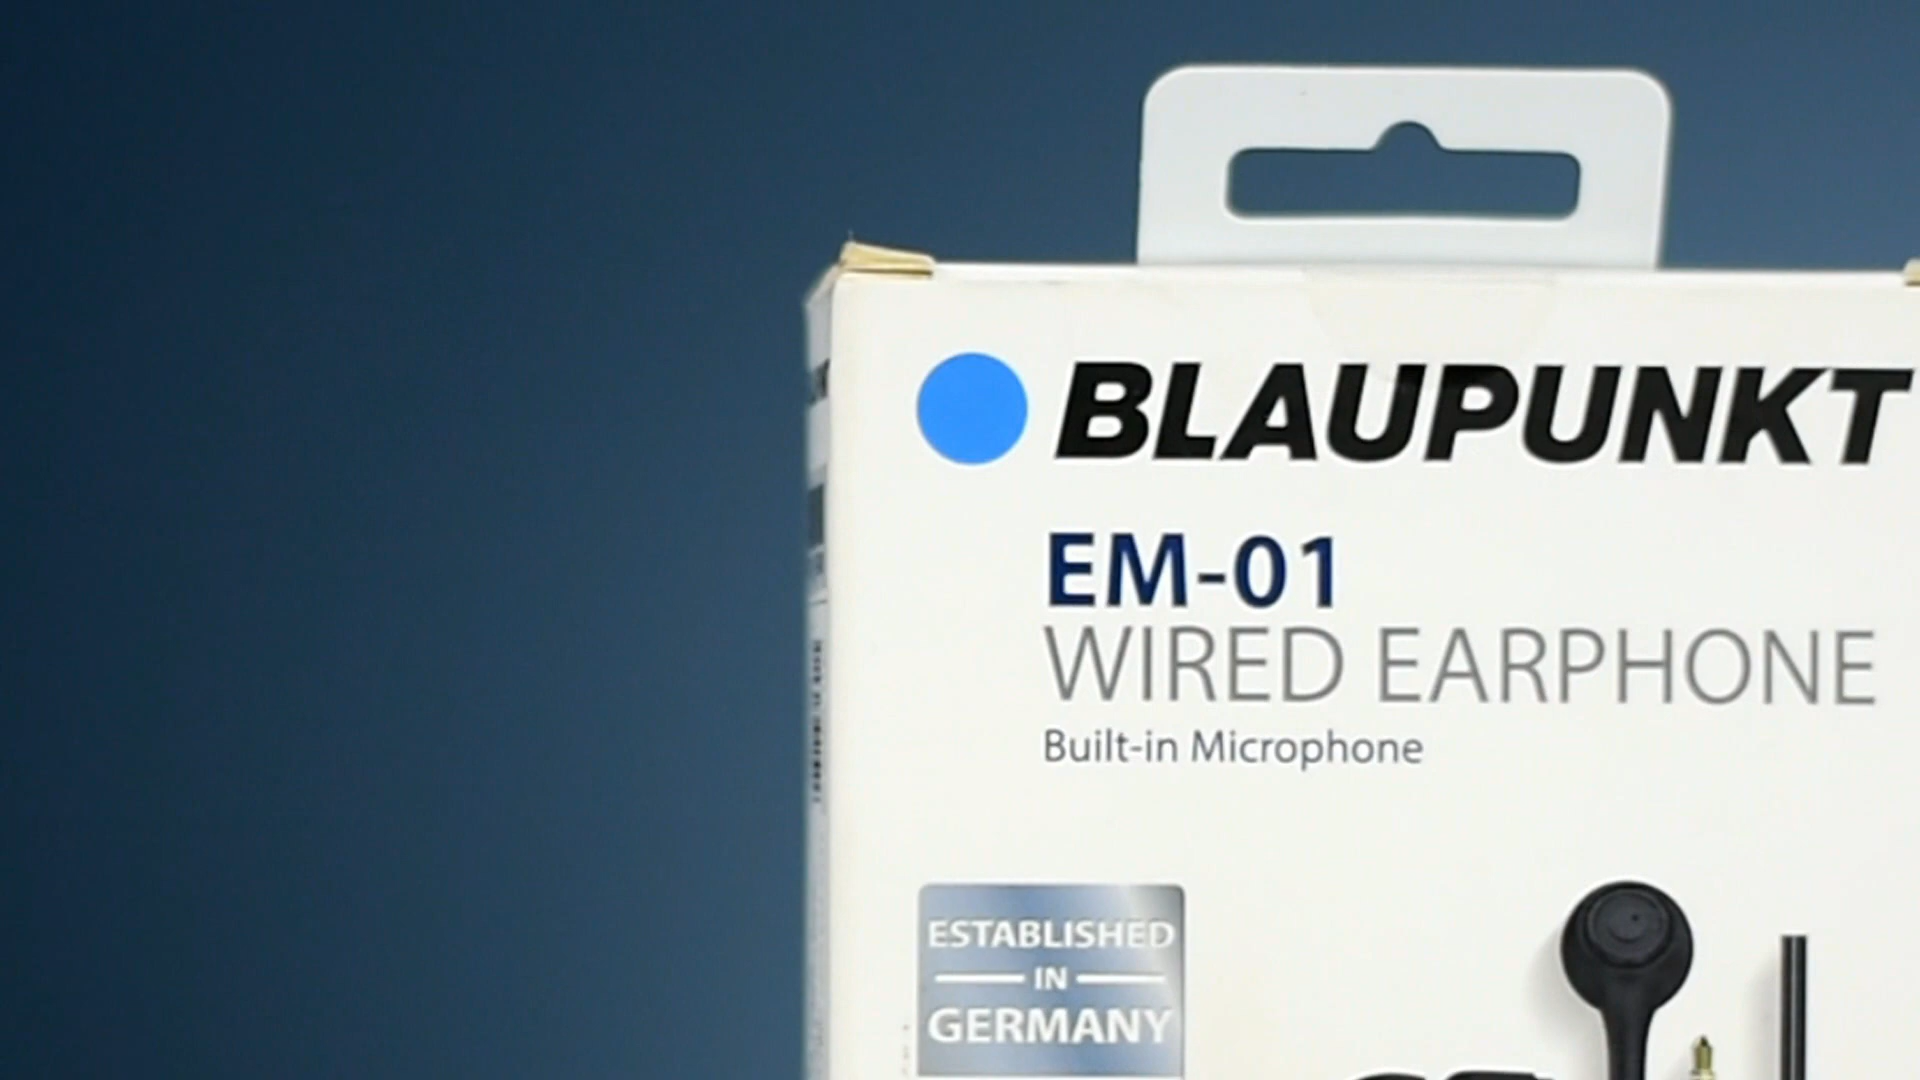 BLAUPUNKT
EM-01
WIRED EARPHONE
Built-in Microphone
ESTABLISHED
IN
GERMANY